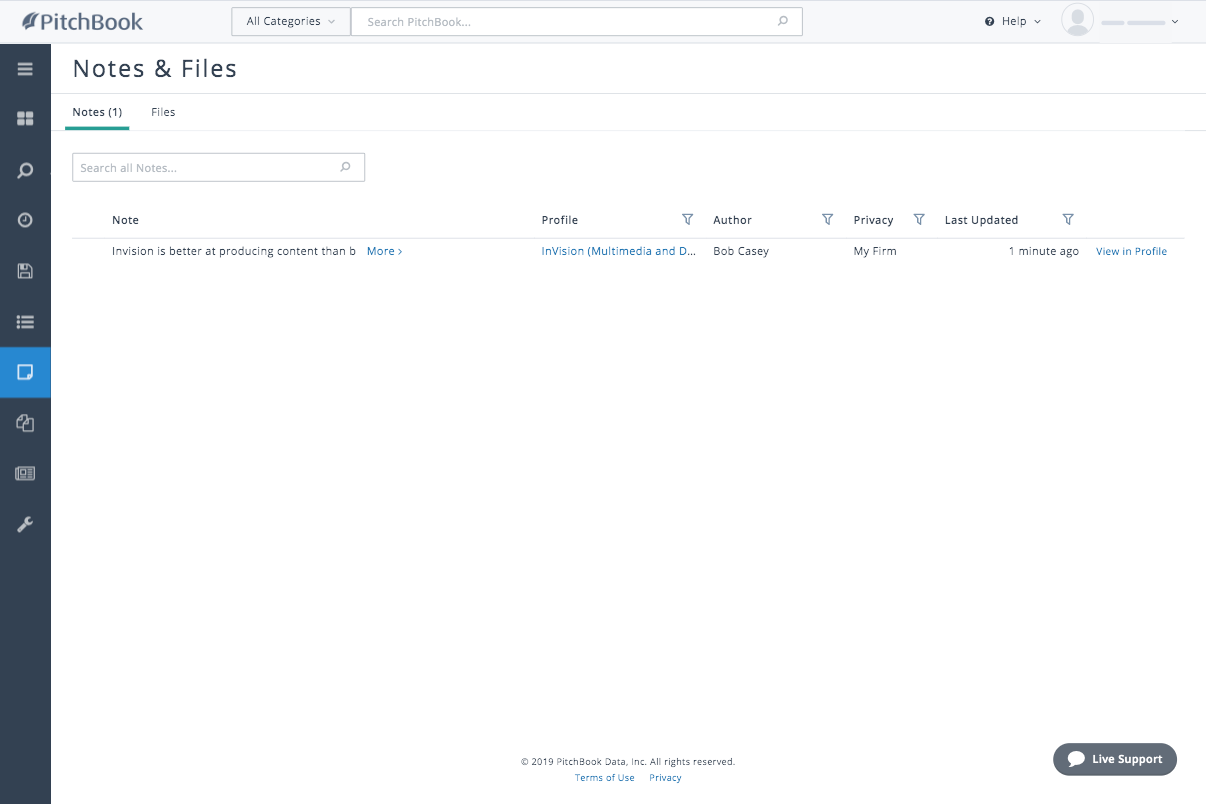 PitchBook
All Categories
Search PitchBook...
Help
Notes & Files
Notes (1)
Files
Search all Notes...
Note Profile Author Privacy Last Updated
Invision is better at producing content than b More > InVision (Multimedia and D... Bob Casey My Firm 1 minute ago View in Profile
© 2019 PitchBook Data, Inc. All rights reserved.
Terms of Use Privacy
Live Support